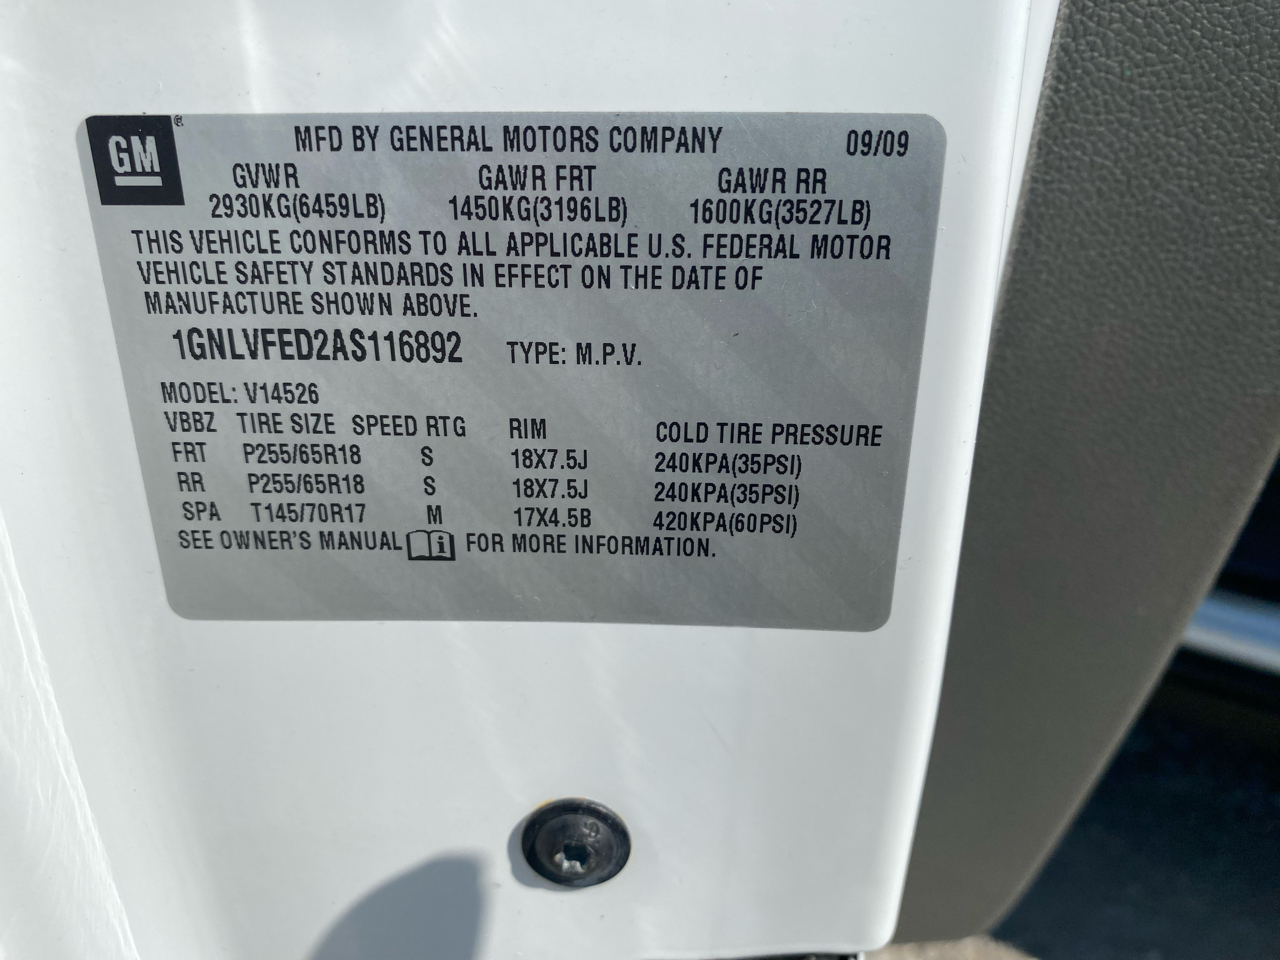 GM ® MFD BY GENERAL MOTORS COMPANY 09/09
GVWR GAWR FRT GAWR RR
2930KG(6459LB) 1450KG(3196LB) 1600KG(3527LB)
THIS VEHICLE CONFORMS TO ALL APPLICABLE U.S. FEDERAL MOTOR
VEHICLE SAFETY STANDARDS IN EFFECT ON THE DATE OF
MANUFACTURE SHOWN ABOVE.
1GNLVFED2AS116892 TYPE: M.P.V.
MODEL: V14526
VBBZ TIRE SIZE SPEED RTG RIM COLD TIRE PRESSURE
FRT P255/65R18 S 18X7.5J 240KPA(35PSI)
RR P255/65R18 S 18X7.5J 240KPA(35PSI)
SPA T145/70R17 M 17X4.5B 420KPA(60PSI)
SEE OWNER'S MANUAL i FOR MORE INFORMATION.